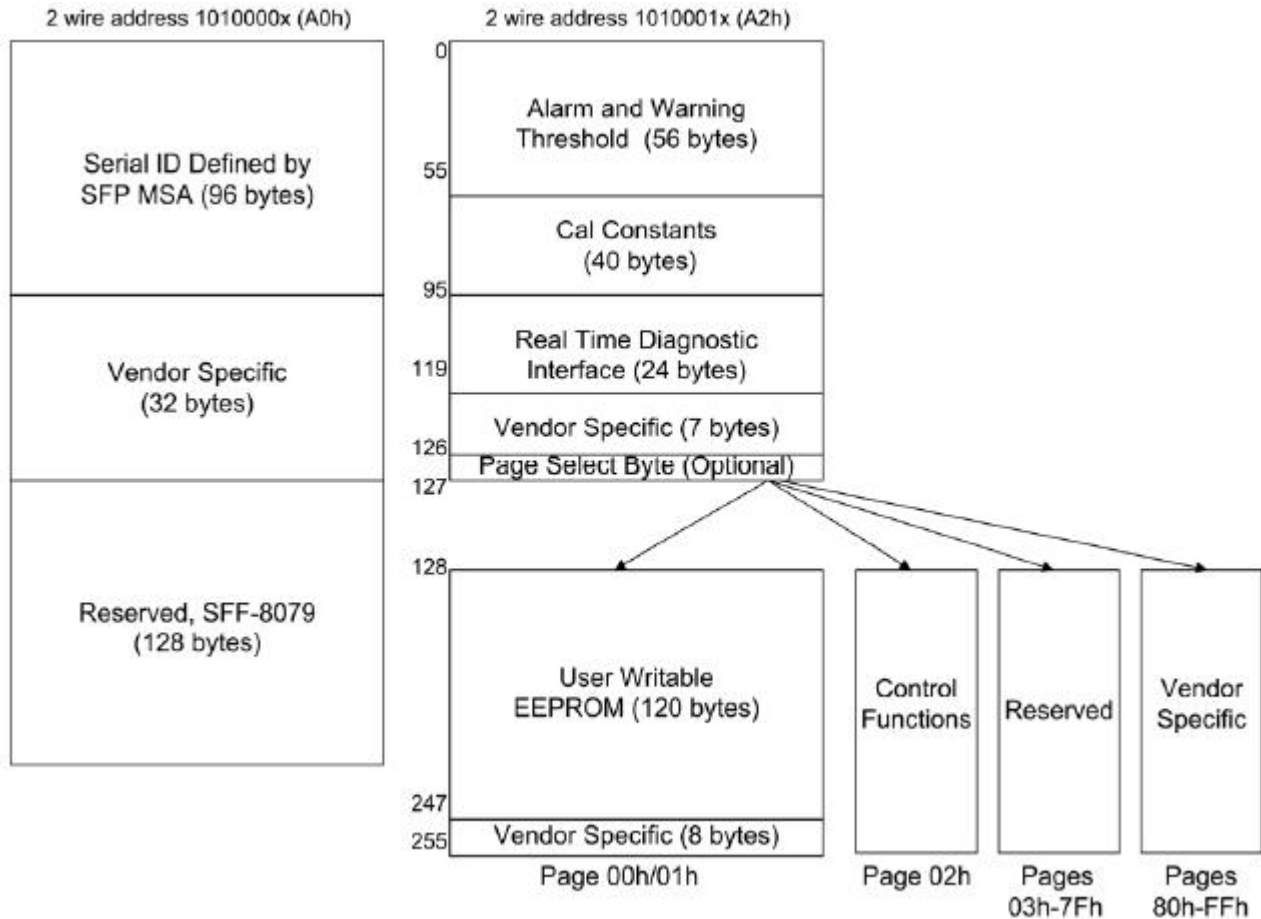 2 wire address 1010000x (A0h)
Serial ID Defined by
SFP MSA (96 bytes)
Vendor Specific
(32 bytes)
Reserved, SFF-8079
(128 bytes)
2 wire address 1010001x (A2h)
0
Alarm and Warning
Threshold (56 bytes)
55
Cal Constants
(40 bytes)
95
Real Time Diagnostic
Interface (24 bytes)
119
Vendor Specific (7 bytes)
126
Page Select Byte (Optional)
127
128
User Writable
EEPROM (120 bytes)
247
Vendor Specific (8 bytes)
255
Page 00h/01h
Control
Functions
Page 02h
Reserved
Pages
03h-7Fh
Vendor
Specific
Pages
80h-FFh